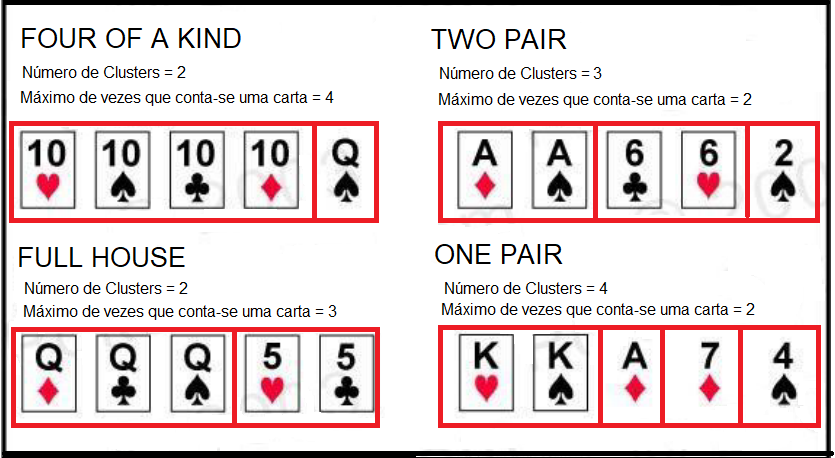 FOUR OF A KIND
Número de Clusters = 2
Máximo de vezes que conta-se uma carta = 4
10 10 10 10 Q
TWO PAIR
Número de Clusters = 3
Máximo de vezes que conta-se uma carta = 2
A A 6 6 2
FULL HOUSE
Número de Clusters = 2
Máximo de vezes que conta-se uma carta = 3
Q Q Q 5 5
ONE PAIR
Número de Clusters = 4
Máximo de vezes que conta-se uma carta = 2
K K A 7 4